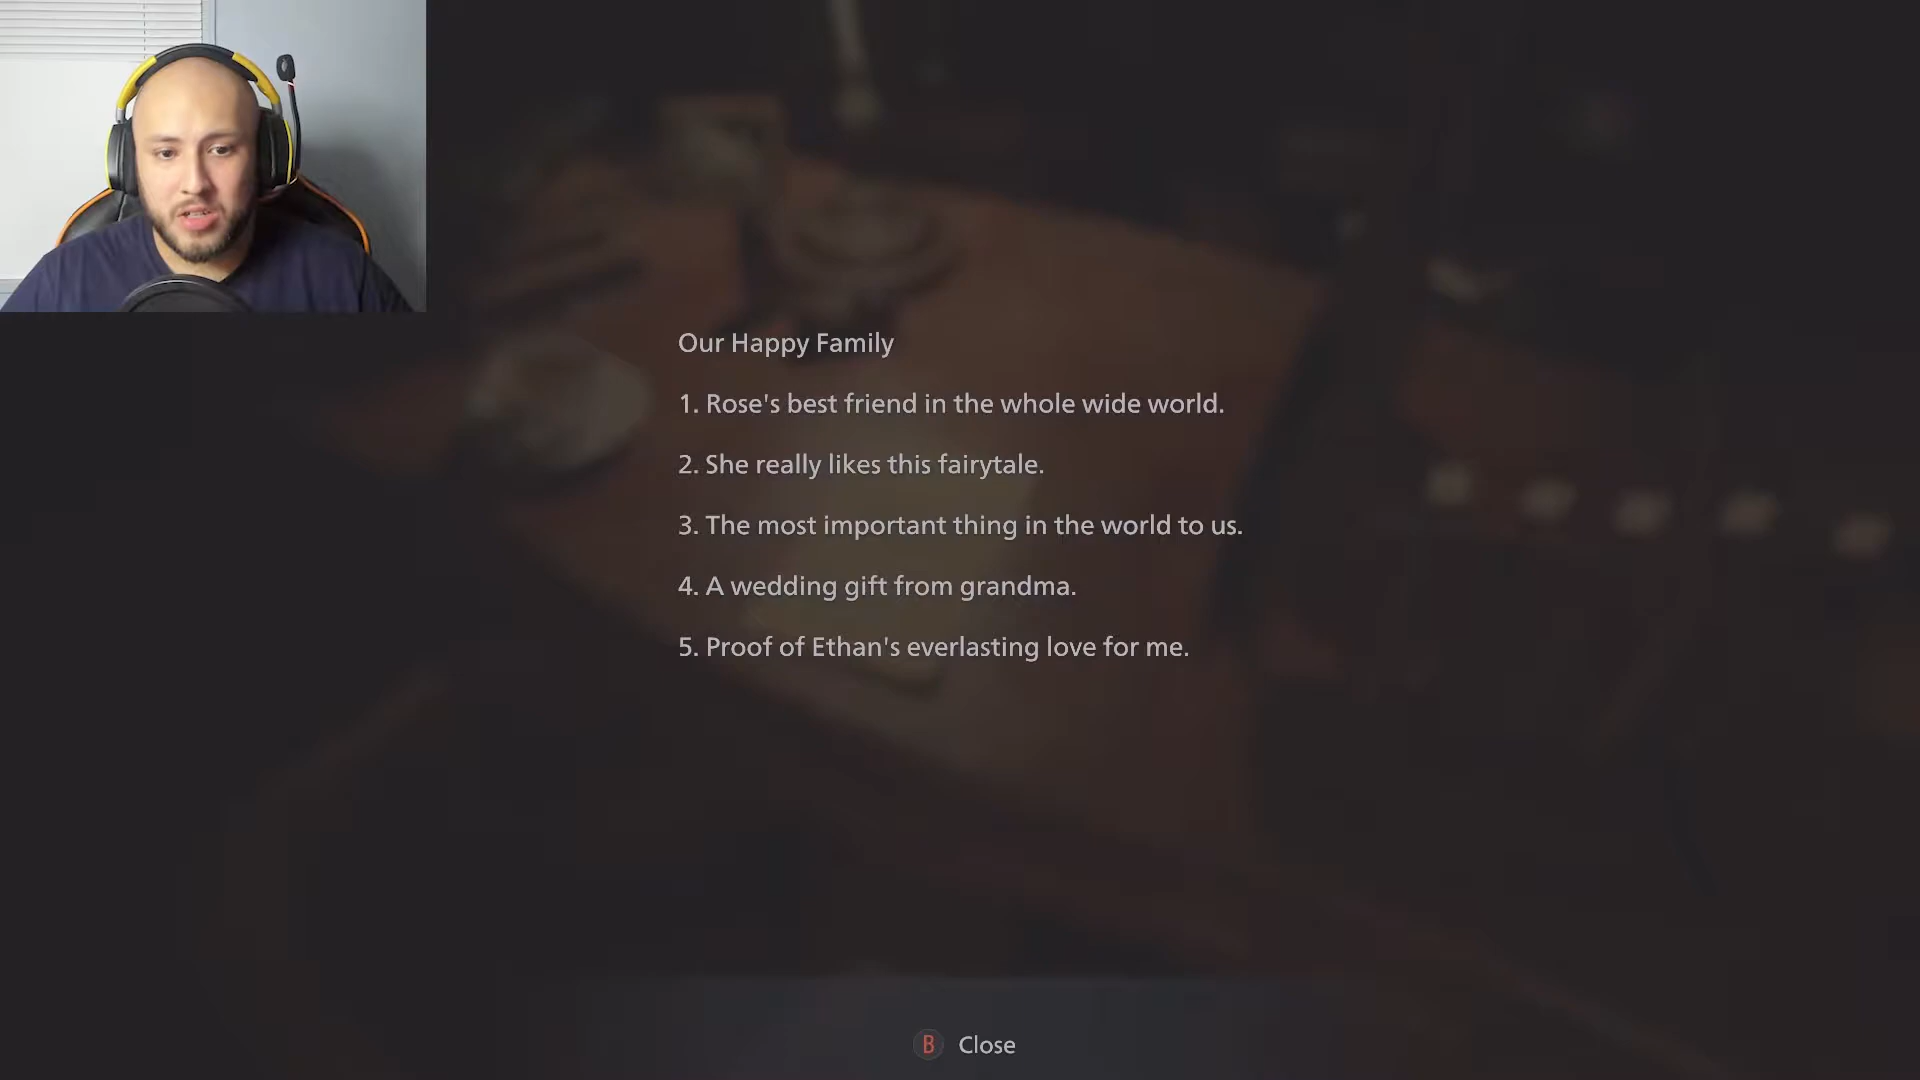 Our Happy Family
1. Rose's best friend in the whole wide world.
2. She really likes this fairytale.
3. The most important thing in the world to us.
4. A wedding gift from grandma.
5. Proof of Ethan's everlasting love for me.
B Close